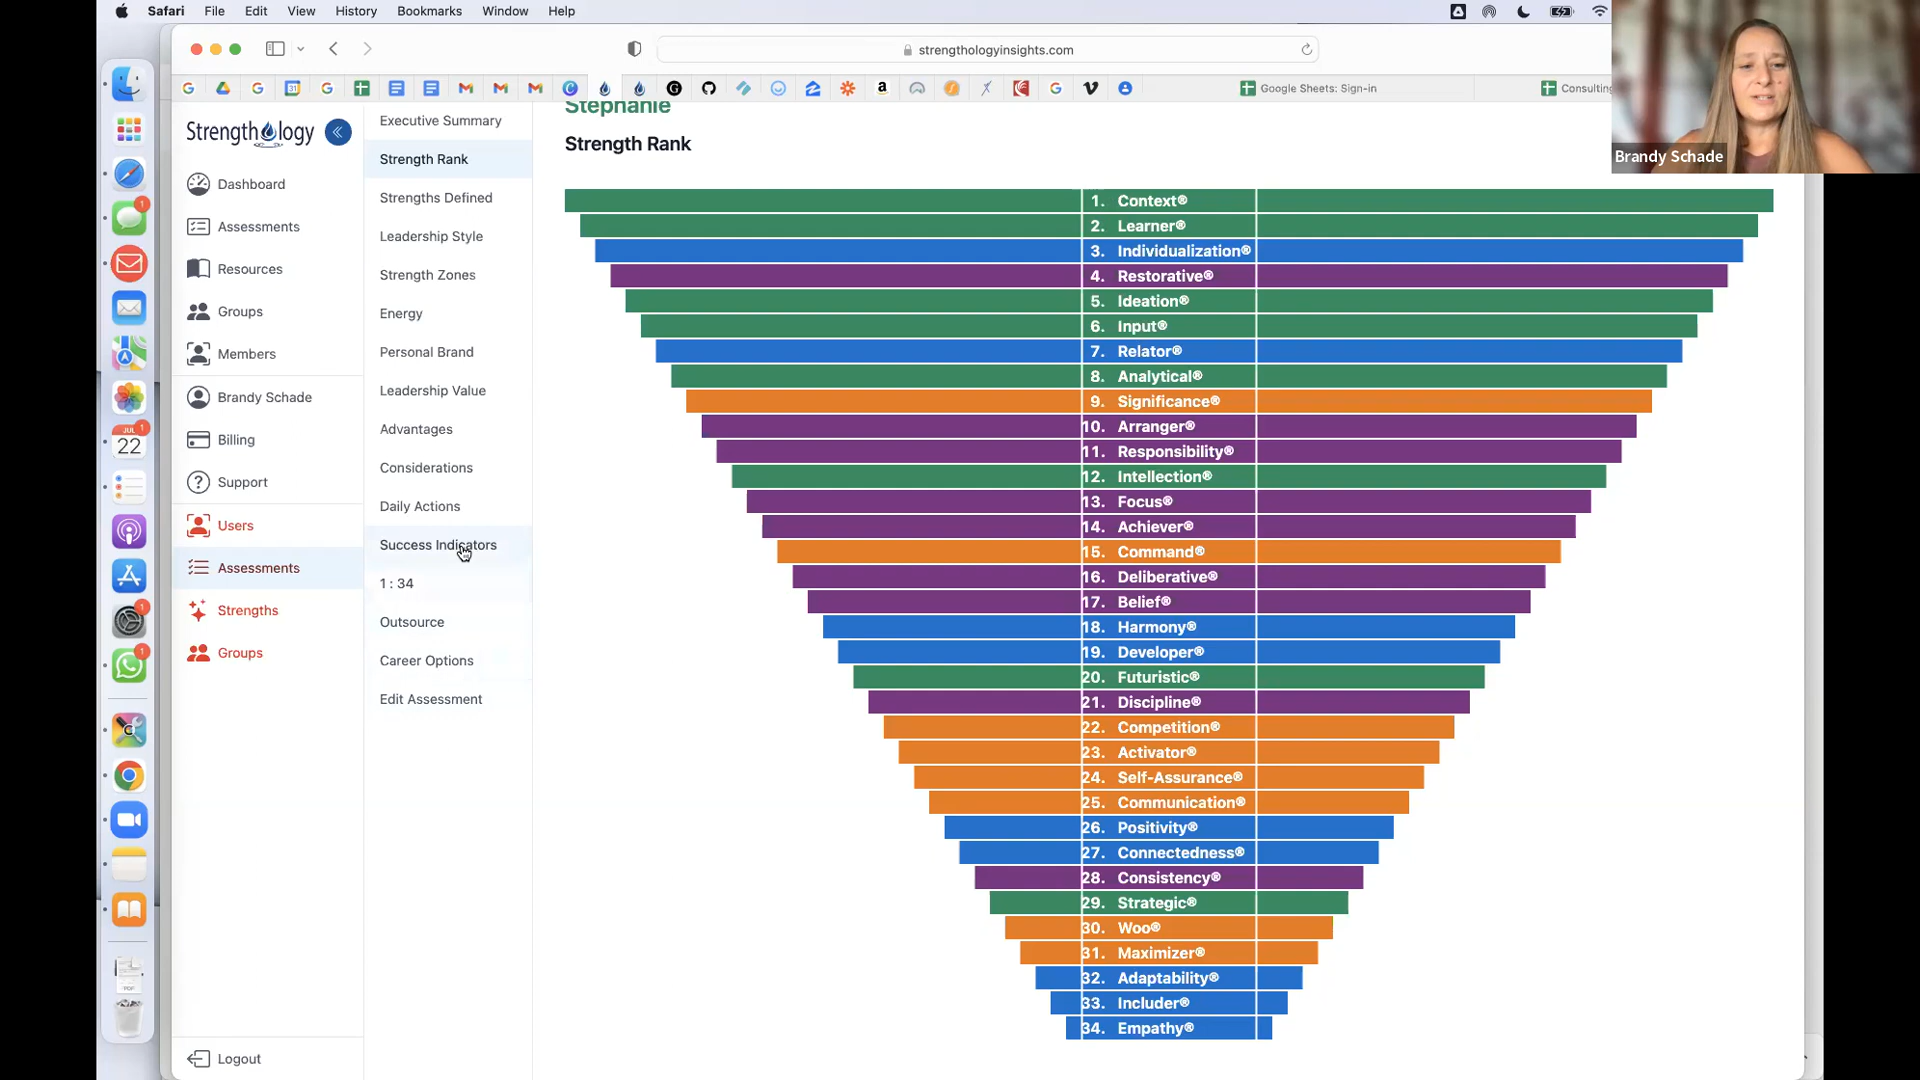 Safari File Edit View History Bookmarks Window Help
strengthologyinsights.com
Google Sheets: Sign-in
Consulting
Brandy Schade
Strengthology
Dashboard
Assessments
Resources
Groups
Members
Brandy Schade
Billing
Support
Users
Assessments
Strengths
Groups
Logout
Executive Summary
Strength Rank
Strengths Defined
Leadership Style
Strength Zones
Energy
Personal Brand
Leadership Value
Advantages
Considerations
Daily Actions
Success Indicators
1 : 34
Outsource
Career Options
Edit Assessment
Stephanie
Strength Rank
1. Context®
2. Learner®
3. Individualization®
4. Restorative®
5. Ideation®
6. Input®
7. Relator®
8. Analytical®
9. Significance®
10. Arranger®
11. Responsibility®
12. Intellection®
13. Focus®
14. Achiever®
15. Command®
16. Deliberative®
17. Belief®
18. Harmony®
19. Developer®
20. Futuristic®
21. Discipline®
22. Competition®
23. Activator®
24. Self-Assurance®
25. Communication®
26. Positivity®
27. Connectedness®
28. Consistency®
29. Strategic®
30. Woo®
31. Maximizer®
32. Adaptability®
33. Includer®
34. Empathy®
JUL
22